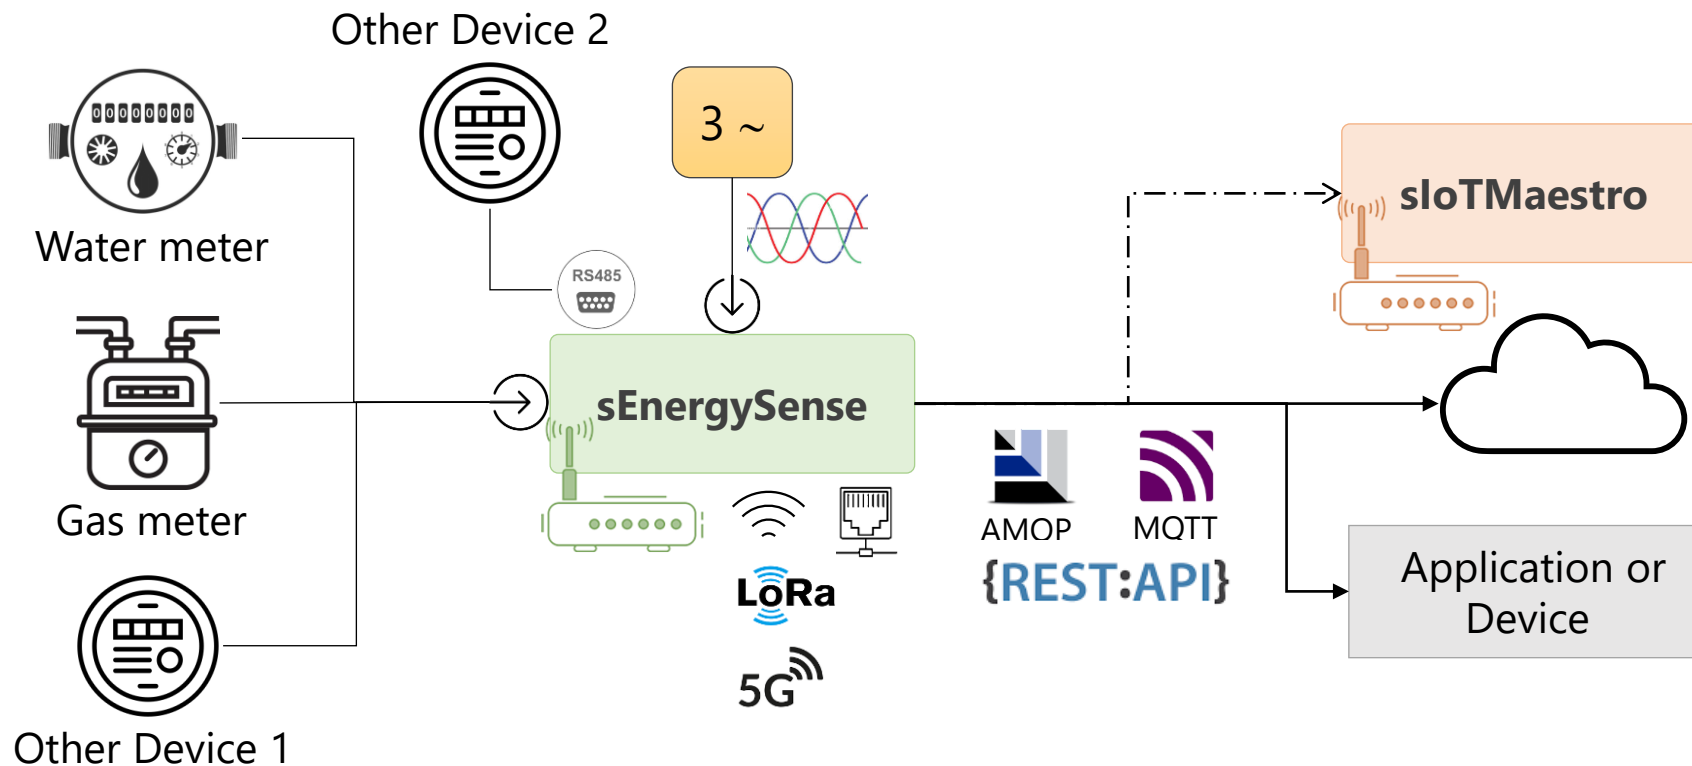 Other Device 2
00000000
3 ~
Water meter
RS485
sIoTMaestro
sEnergySense
Gas meter
AMOP
MQTT
{REST:API}
LoRa
5G
Application or
Device
Other Device 1